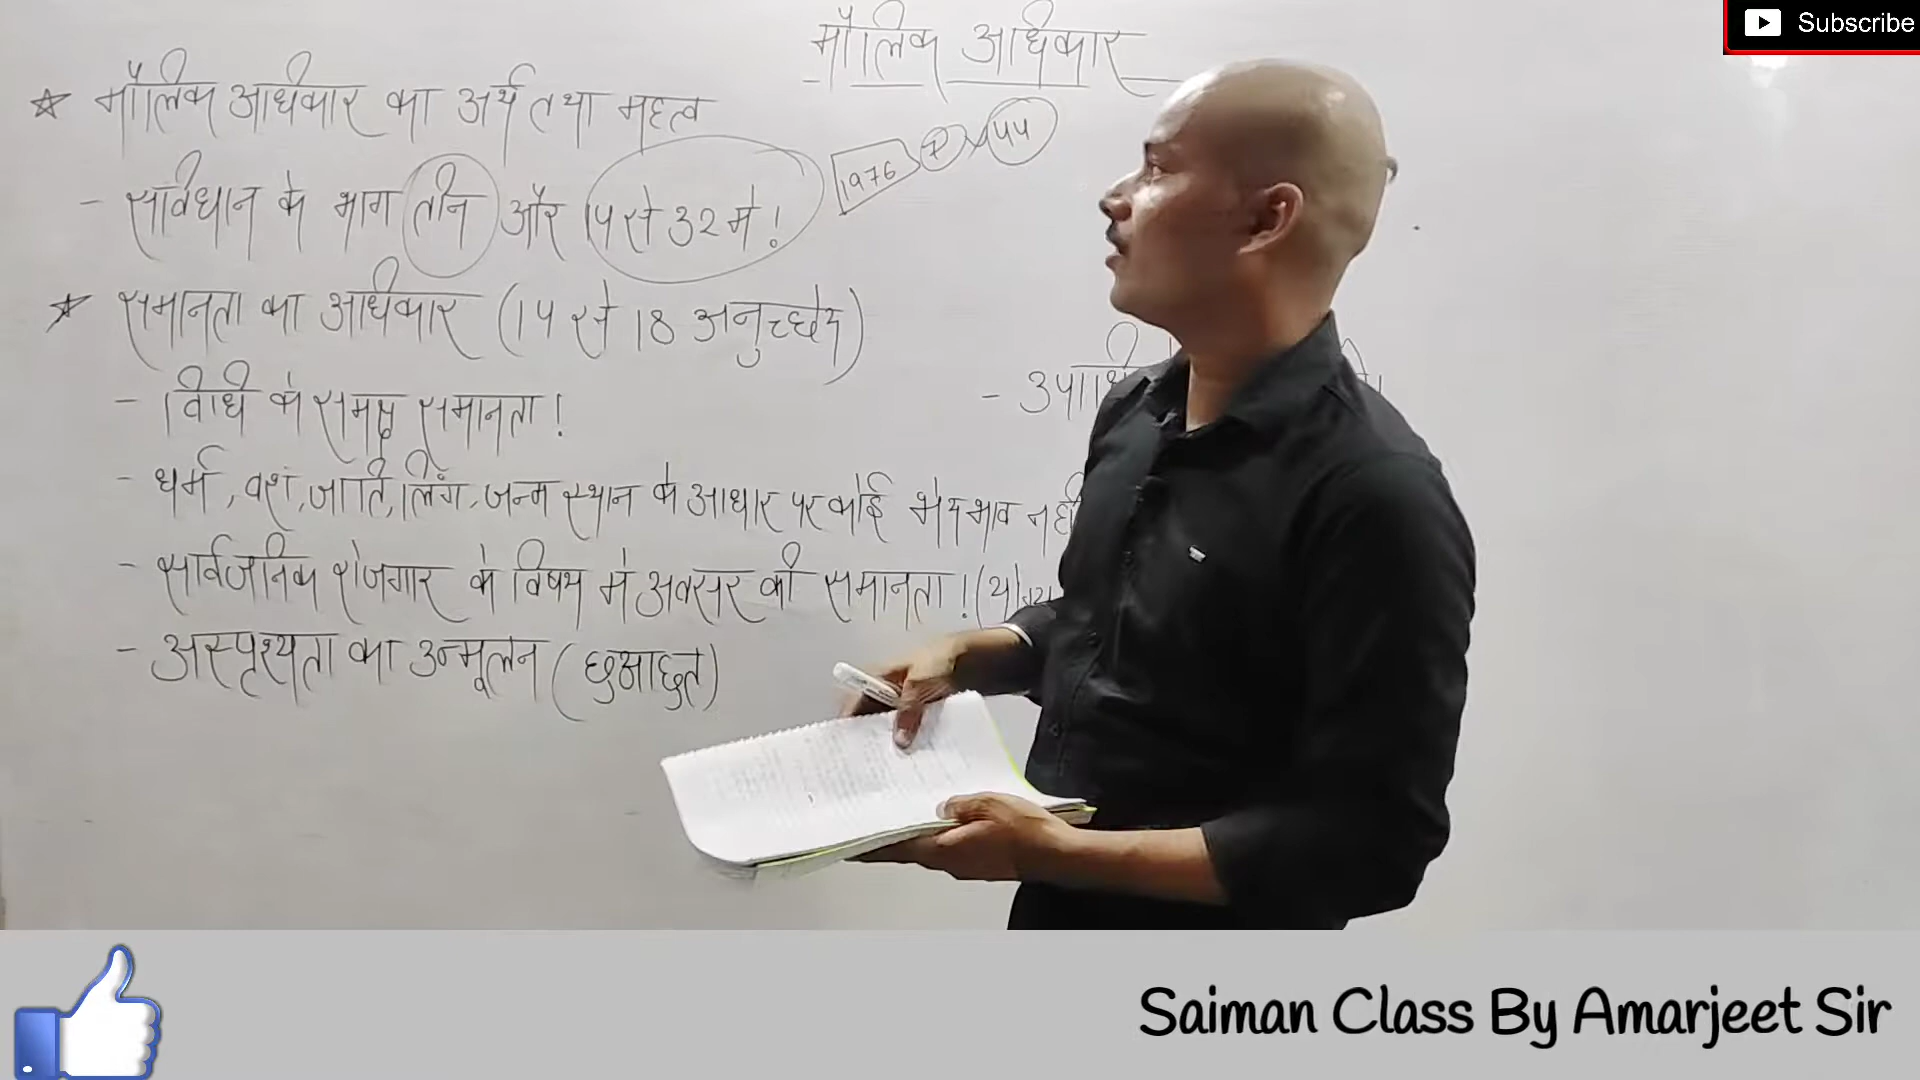 मौलिक अधिकार
★ मौलिक अधिकार का अर्थ तथा महत्व
1976 44
- संविधान के भाग तीन और 14 से 32 मे !
★ समानता का अधिकार (14 से 18 अनुच्छेद)
- विधि के समक्ष समानता !
- धर्म, वंश, जाति, लिंग, जन्म स्थान के आधार पर कोई भेदभाव नही
- सार्वजनिक रोजगार के विषय मे अवसर की समानता ! (
- अस्पृश्यता का उन्मूलन (छुआछुत)
Subscribe
Saiman Class By Amarjeet Sir